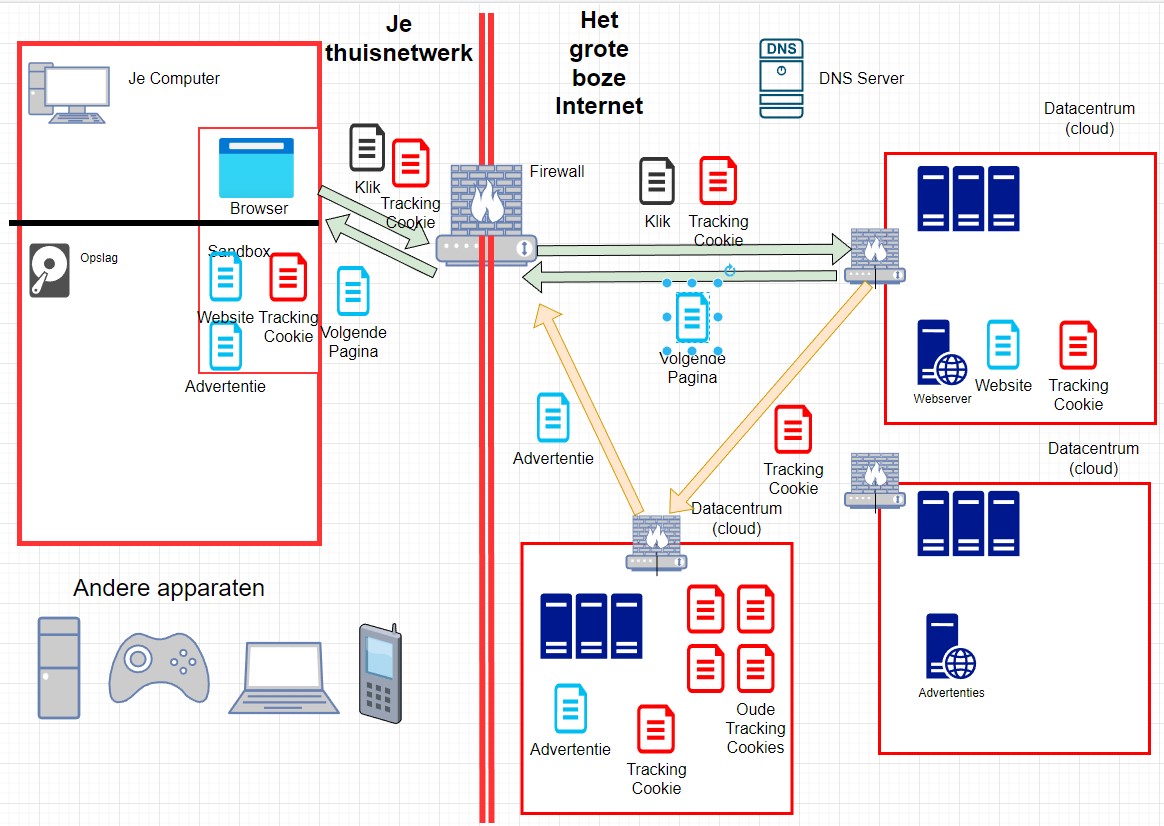 Je
thuisnetwerk
Het
grote
boze
Internet
DNS
DNS Server
Je Computer
Datacentrum
(cloud)
Browser
Klik
Tracking
Cookie
Firewall
Klik
Tracking
Cookie
Opslag
Sandbox
Website
Tracking
Cookie
Advertentie
Volgende
Pagina
Volgende
Pagina
Webserver
Website
Tracking
Cookie
Advertentie
Tracking
Cookie
Datacentrum
(cloud)
Datacentrum
(cloud)
Andere apparaten
Advertentie
Tracking
Cookie
Oude
Tracking
Cookies
Advertenties